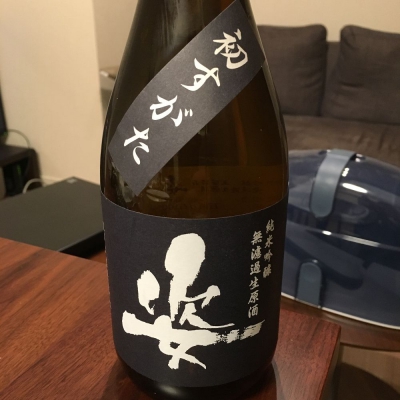 初すがた
純米吟醸
無濾過生原酒
姿